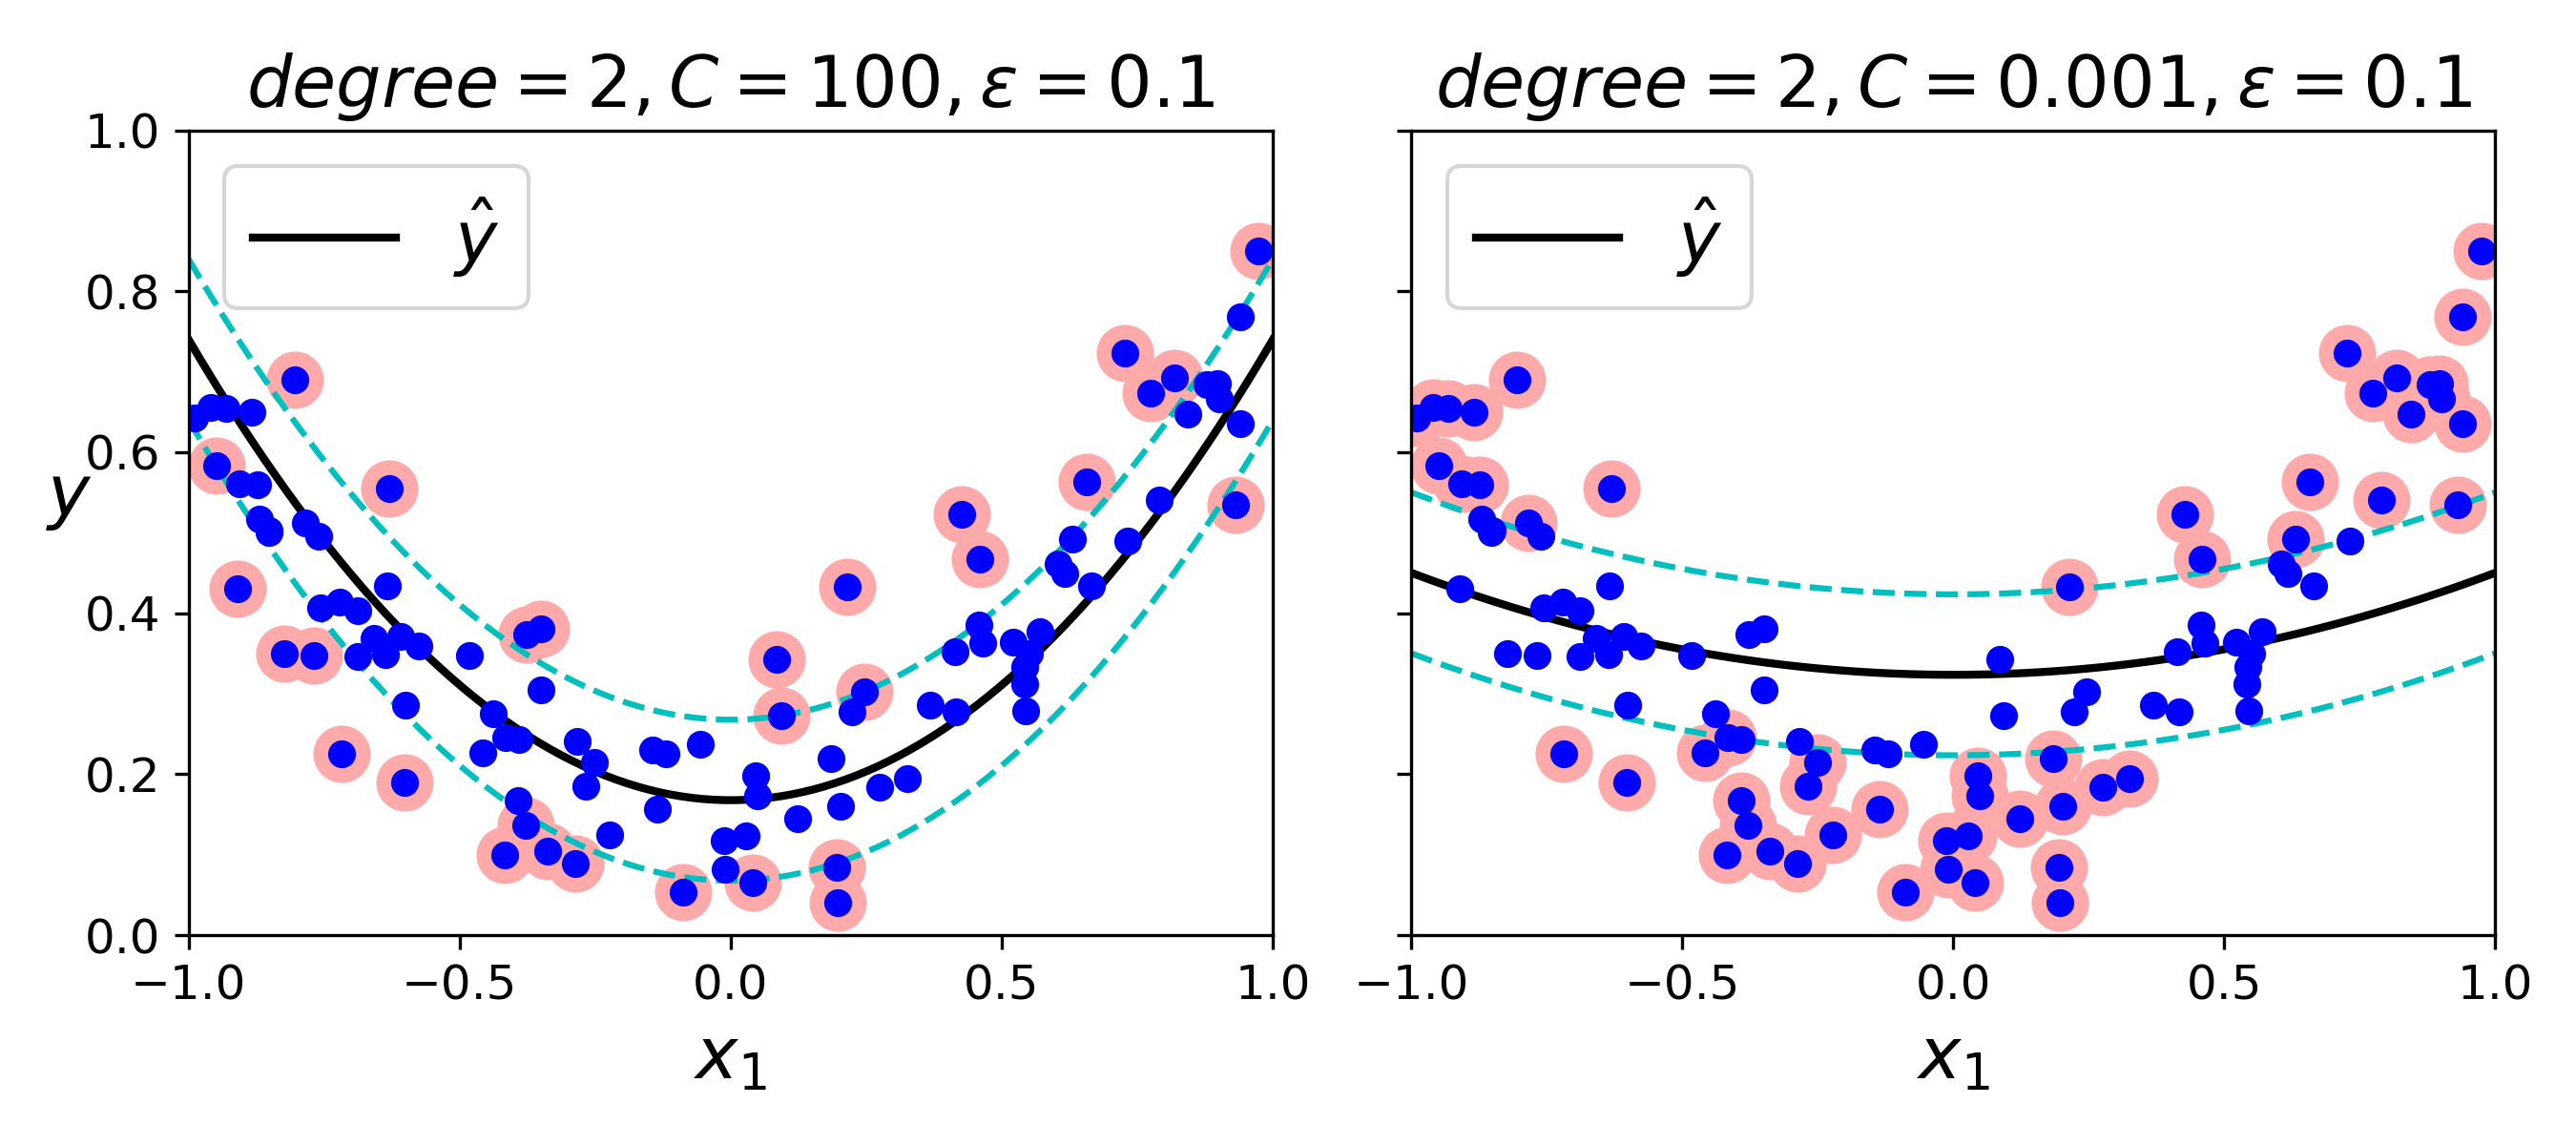 degree = 2, C = 100, ε = 0.1
degree = 2, C = 0.001, ε = 0.1
ŷ
ŷ
y
1.0
0.8
0.6
0.4
0.2
0.0
−1.0 −0.5 0.0 0.5 1.0
−1.0 −0.5 0.0 0.5 1.0
x₁
x₁